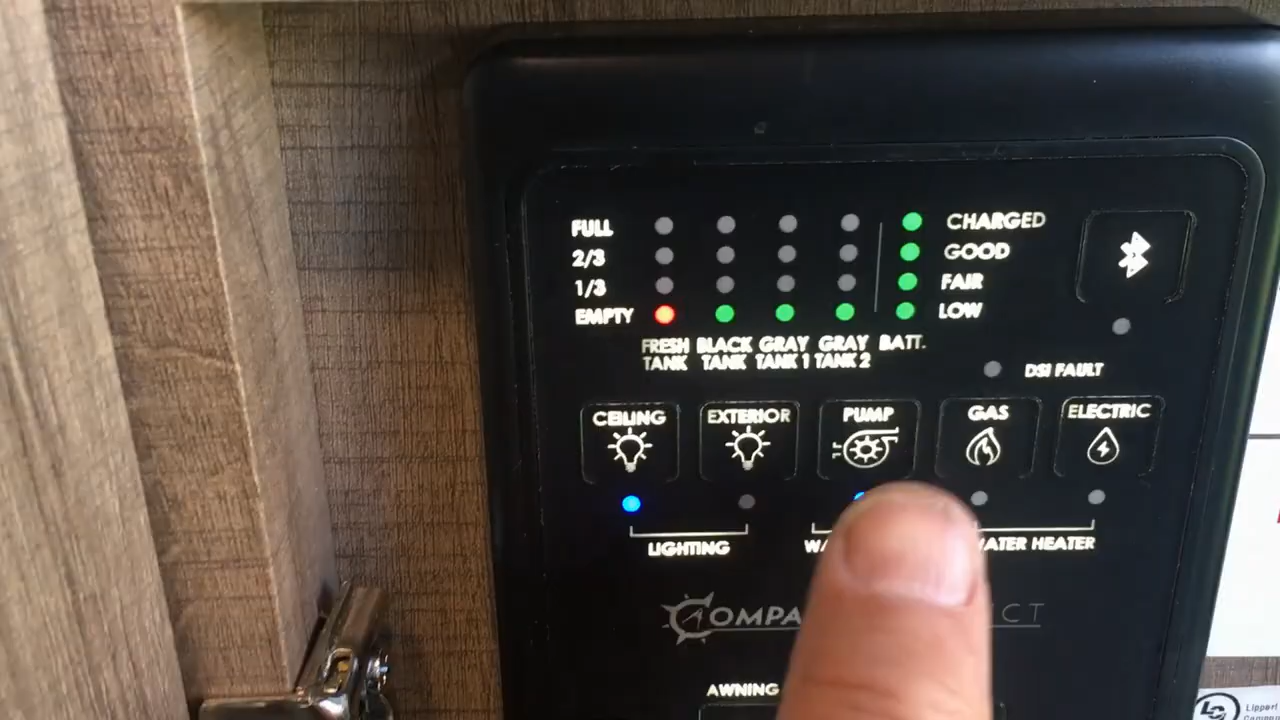 FULL
2/3
1/3
EMPTY
CHARGED
GOOD
FAIR
LOW
FRESH TANK
BLACK TANK
GRAY TANK 1
GRAY TANK 2
BATT.
DSI FAULT
CEILING
EXTERIOR
PUMP
GAS
ELECTRIC
LIGHTING
WATER HEATER
AWNING
Lippert